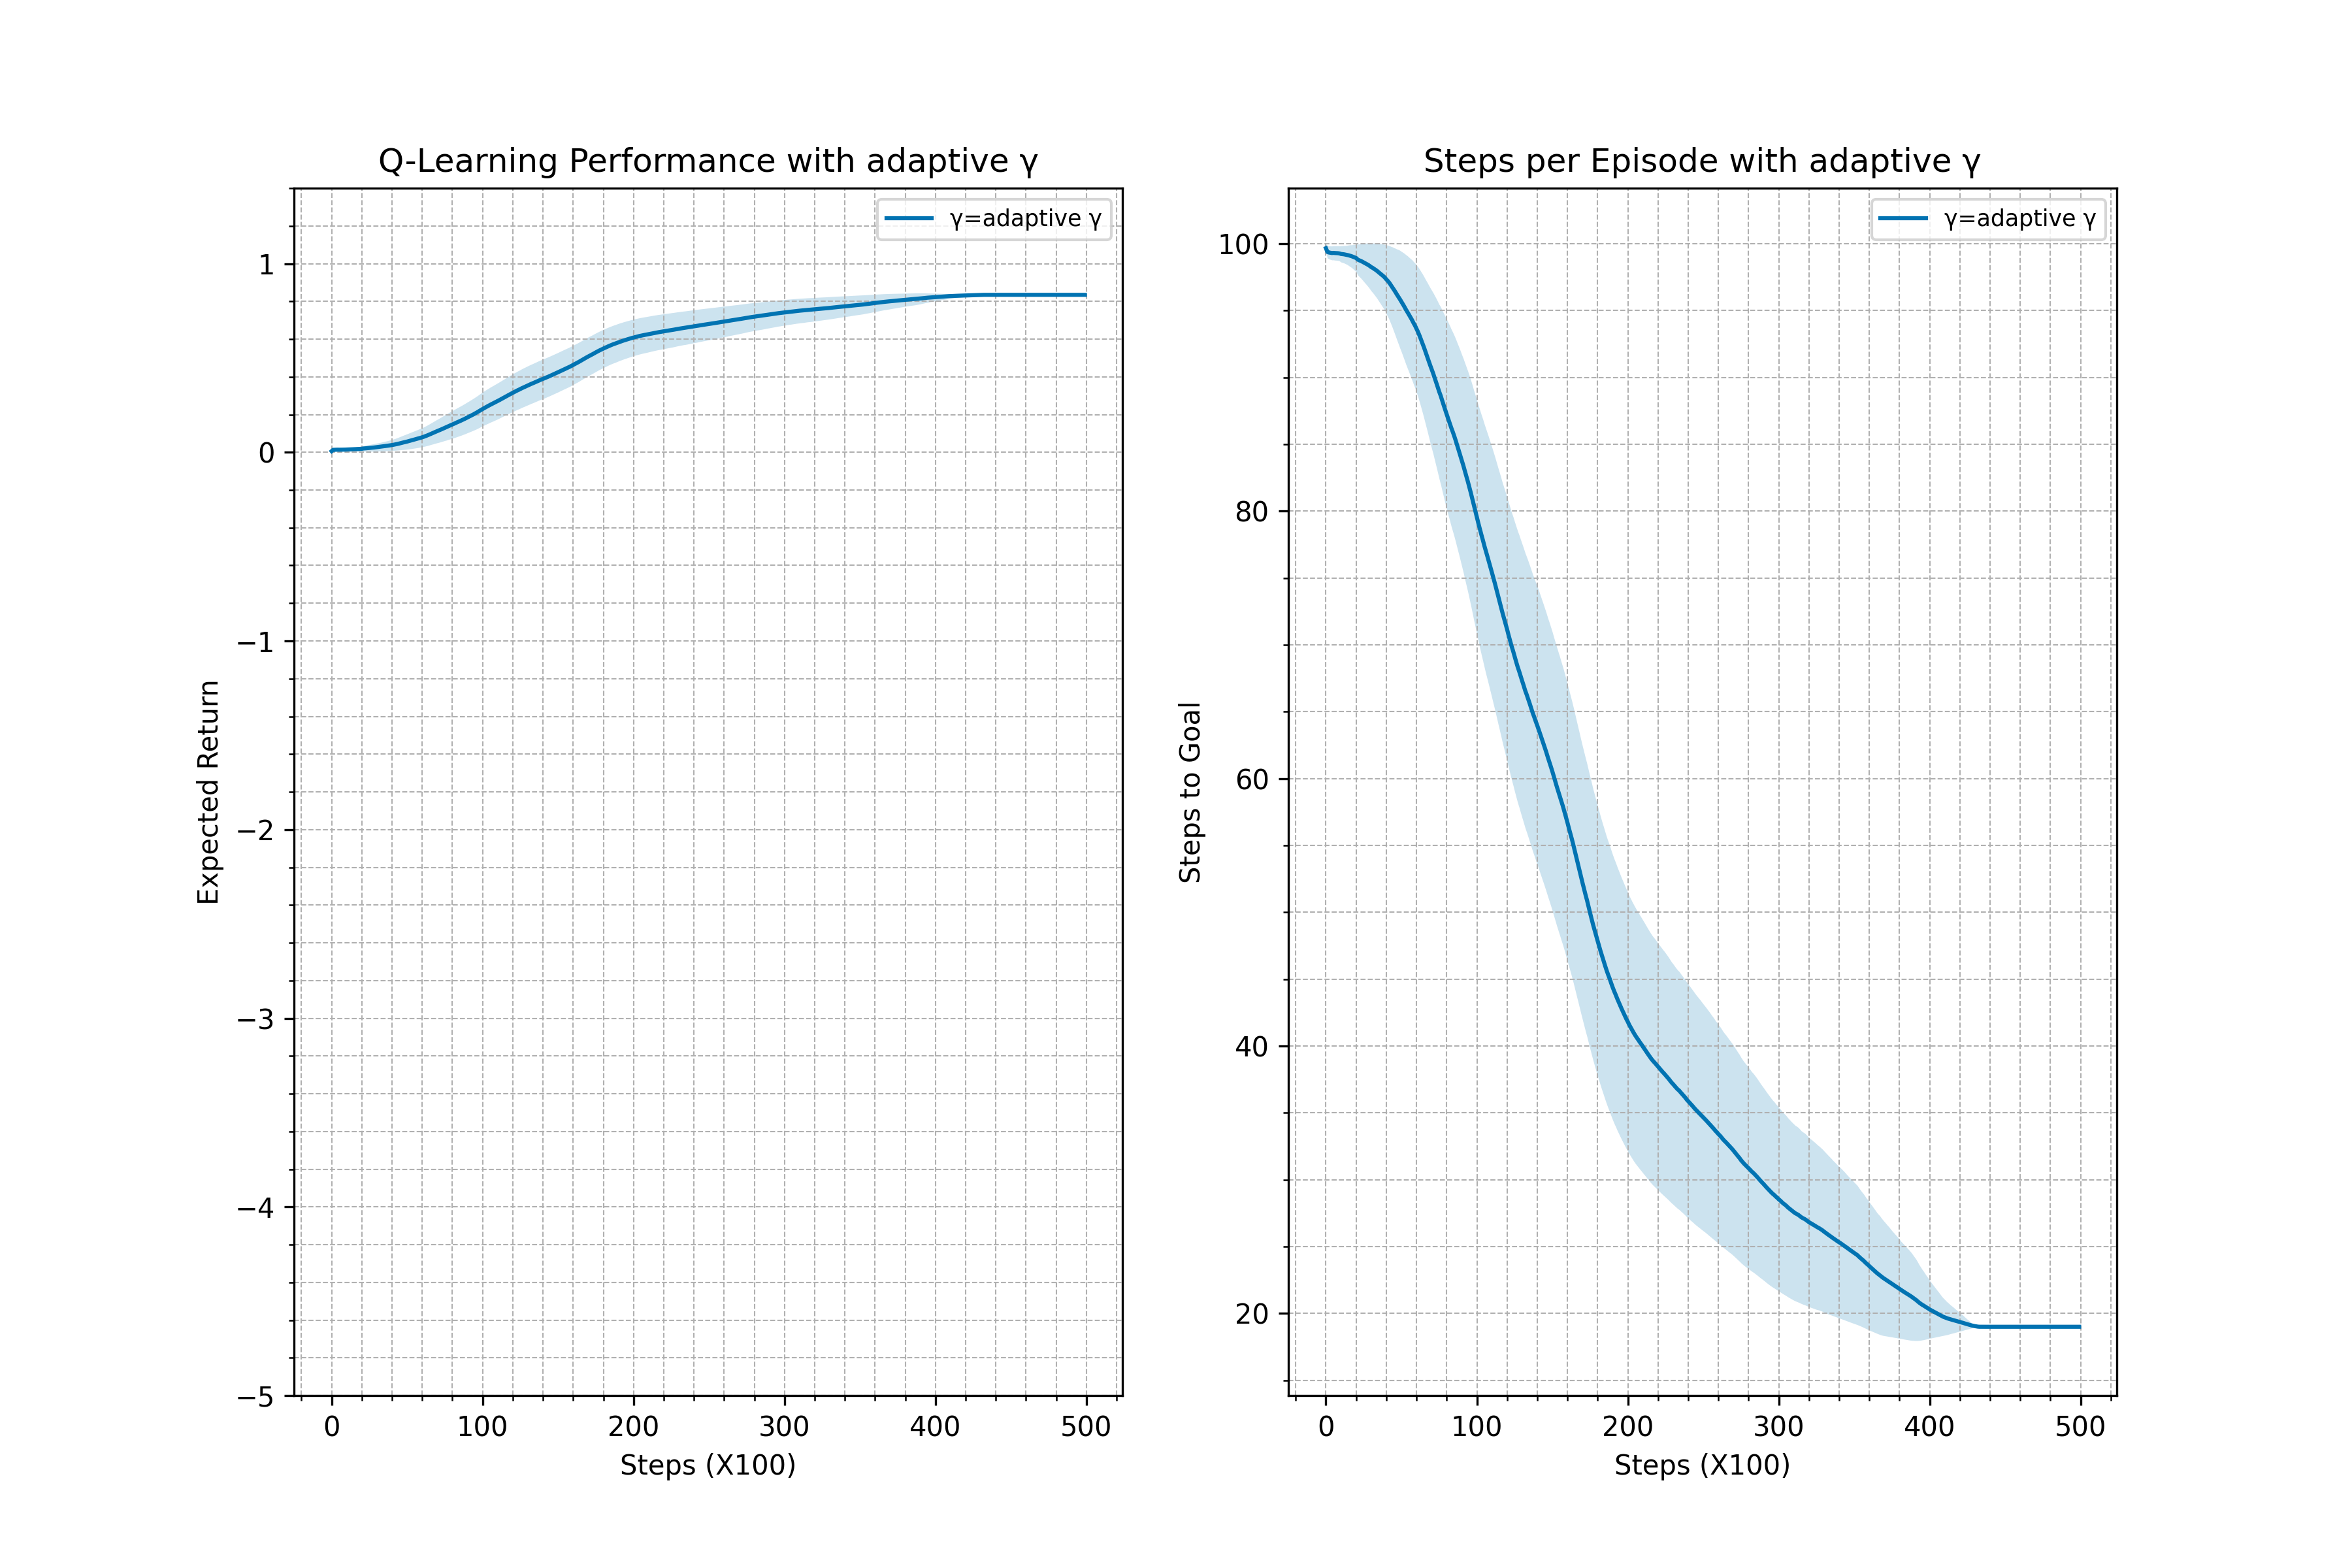 Q-Learning Performance with adaptive γ
γ=adaptive γ
1
0
−1
−2
−3
−4
−5
Expected Return
0 100 200 300 400 500
Steps (X100)
Steps per Episode with adaptive γ
γ=adaptive γ
100
80
60
40
20
Steps to Goal
0 100 200 300 400 500
Steps (X100)